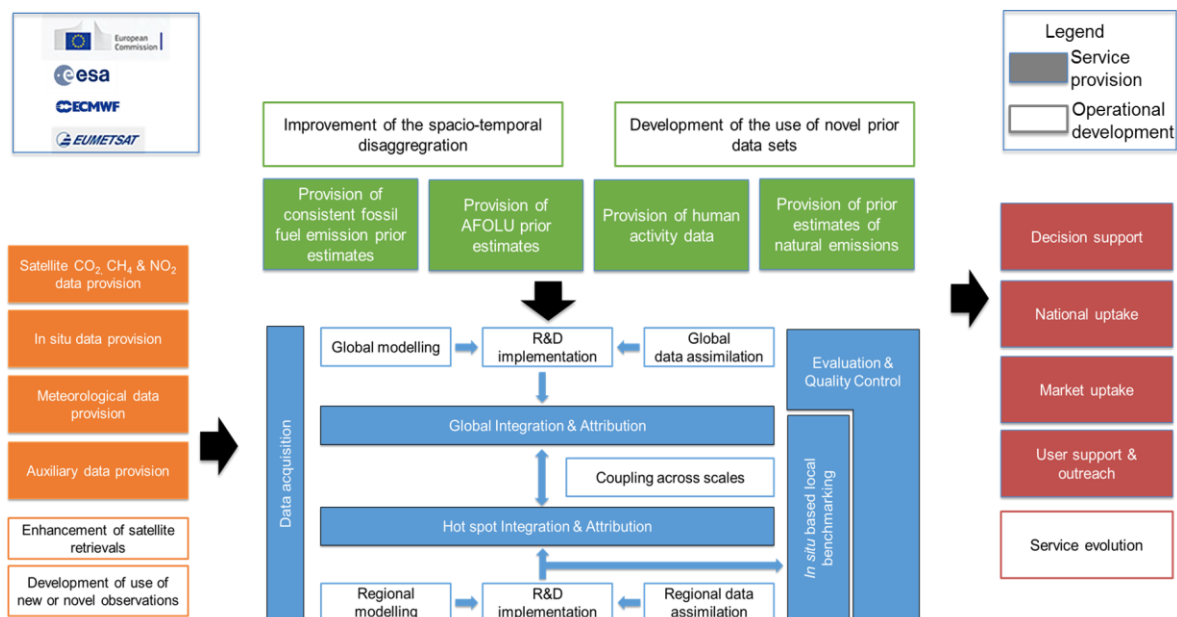 European
Commission
esa
ECMWF
EUMETSAT
Legend
Service
provision
Operational
development
Improvement of the spacio-temporal
disaggregration
Development of the use of novel prior
data sets
Provision of
consistent fossil
fuel emission prior
estimates
Provision of
AFOLU prior
estimates
Provision of human
activity data
Provision of prior
estimates of
natural emissions
Satellite CO₂, CH₄ & NO₂
data provision
In situ data provision
Meteorological data
provision
Auxiliary data provision
Enhancement of satellite
retrievals
Development of use of
new or novel observations
Data acquisition
Global modelling
R&D
implementation
Global
data assimilation
Global Integration & Attribution
Coupling across scales
Hot spot Integration & Attribution
Regional
modelling
R&D
implementation
Regional data
assimilation
Evaluation &
Quality Control
In situ based local
benchmarking
Decision support
National uptake
Market uptake
User support &
outreach
Service evolution